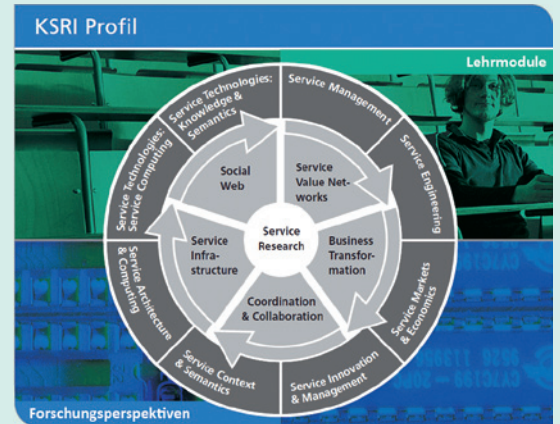 KSRI Profil
Lehrmodule
Service Technologies:
Knowledge &
Semantics
Service Management
Service Technologies:
Service Computing
Service Engineering
Social
Web
Service
Value Net-
works
Service
Research
Service
Infra-
structure
Business
Transfor-
mation
Coordination
& Collaboration
Service Architecture
& Computing
Service Markets
& Economics
Service Context
& Semantics
Service Innovation
& Management
Forschungsperspektiven